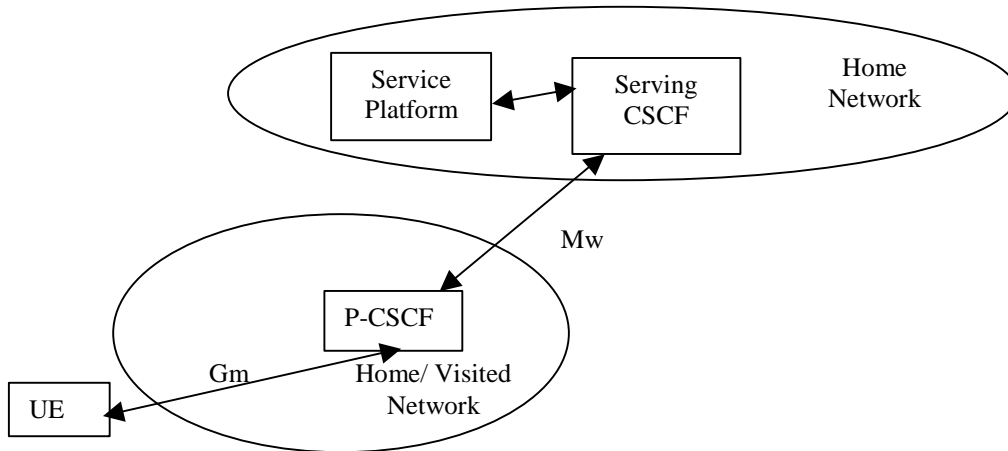 Service
Platform
Serving
CSCF
Home
Network
Mw
P-CSCF
Gm
Home/ Visited
Network
UE